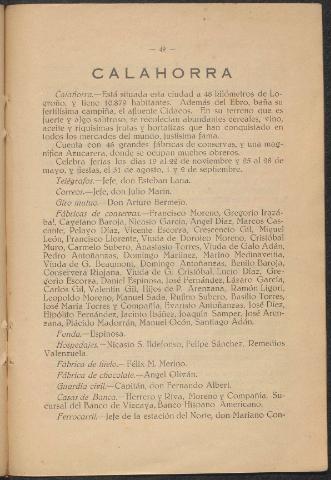 — 49 —
CALAHORRA
Calahorra.—Está situada esta ciudad a 48 kilómetros de Lo-
groño, y tiene 10.879 habitantes. Además del Ebro, baña su
fertilísima campiña, el afluente Cidacos. En su terreno que es
fuerte y algo salitroso, se recolectan abundantes cereales, vino,
aceite y riquísimas frutas y hortalizas que han conquistado en
todos los mercados del mundo, justísima fama.
Cuenta con 46 grandes fábricas de conservas, y una mag-
nífica Azucarera, donde se ocupan muchos obreros.
Celebra ferias los días 19 al 22 de noviembre y 25 al 28 de
mayo, y fiestas, el 31 de agosto, 1 y 2 de septiembre.
Telégrafos.—Jefe, don Esteban Lana.
Correos.—Jefe, don Julio Marín.
Giro mutuo.—Don Arturo Bermejo.
Fábricas de conservas.—Francisco Moreno, Gregorio Irazá-
bal, Cayetano Baroja, Nicasio García, Angel Díaz, Marcos Cas-
cante, Pelayo Díaz, Vicente Escorza, Crescencio Gil, Miguel
León, Francisco Llorente, Viuda de Doroteo Moreno, Cristóbal
Muro, Carmelo Subero, Anastasio Torres, Viuda de Galo Adán,
Pedro Antoñanzas, Domingo Martínez, Marino Medinaveitia,
Viuda de G. Beaumont, Domingo Antoñanzas, Benito Baroja,
Conservera Riojana, Viuda de G. Cristóbal, Lucio Díaz, Gre-
gorio Escorza, Daniel Espinosa, José Fernández, Lázaro García,
Carlos Gil, Valentín Gil, Hijos de P. Arenzana, Ramón Ligori,
Leopoldo Moreno, Manuel Sada, Rufino Subero, Basilio Torres,
José María Torres y Compañía, Evaristo Antoñanzas, José Díez,
Hipólito Fernández, Jacinto Ibáñez, Joaquín Samper, José Aren-
zana, Plácido Madorrán, Manuel Ocón, Santiago Adán.
Fonda.—Espinosa.
Hospedajes.—Nicasio S. Ildefonso, Felipe Sánchez, Remedios
Valenzuela.
Fábrica de hielo.—Félix M. Merino.
Fábrica de chocolate.—Angel Oliván.
Guardia civil.—Capitán, don Fernando Albert.
Casas de Banca.—Herrero y Riva, Moreno y Compañía, Su-
cursal del Banco de Vizcaya, Banco Hispano Americano.
Ferrocarril.—Jefe de la estación del Norte, don Mariano Con-